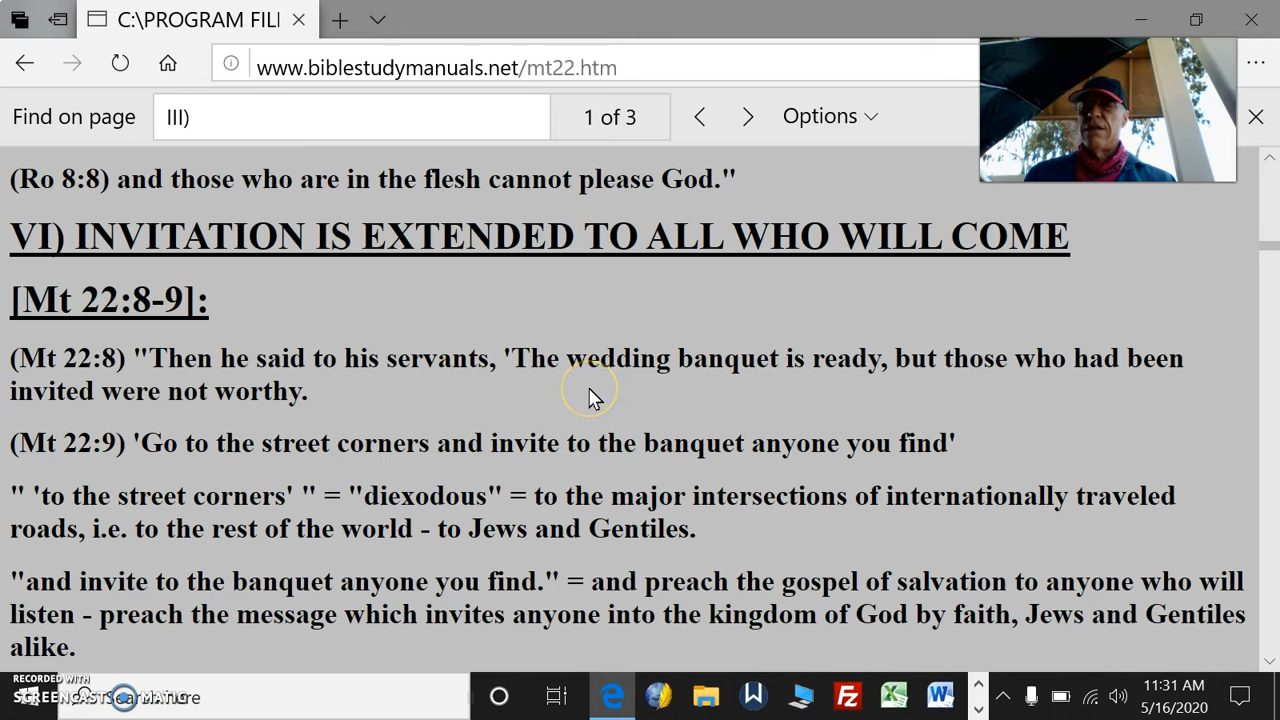 C:\PROGRAM FILI
www.biblestudymanuals.net/mt22.htm
Find on page
III)
1 of 3
Options
(Ro 8:8) and those who are in the flesh cannot please God."
VI) INVITATION IS EXTENDED TO ALL WHO WILL COME
[Mt 22:8-9]:
(Mt 22:8) "Then he said to his servants, 'The wedding banquet is ready, but those who had been
invited were not worthy.
(Mt 22:9) 'Go to the street corners and invite to the banquet anyone you find'
" 'to the street corners' " = "diexodous" = to the major intersections of internationally traveled
roads, i.e. to the rest of the world - to Jews and Gentiles.
"and invite to the banquet anyone you find." = and preach the gospel of salvation to anyone who will
listen - preach the message which invites anyone into the kingdom of God by faith, Jews and Gentiles
alike.
RECORDED WITH
SCREENCAST MATIC
11:31 AM
5/16/2020